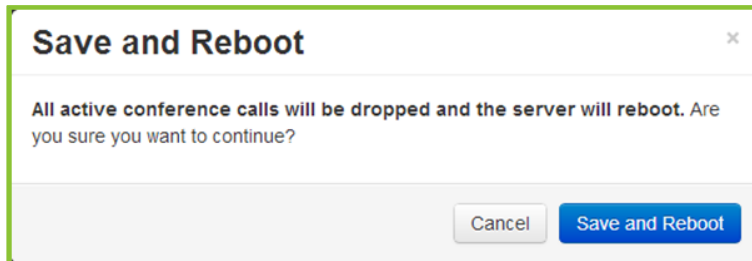 Save and Reboot
×
All active conference calls will be dropped and the server will reboot. Are
you sure you want to continue?
Cancel
Save and Reboot